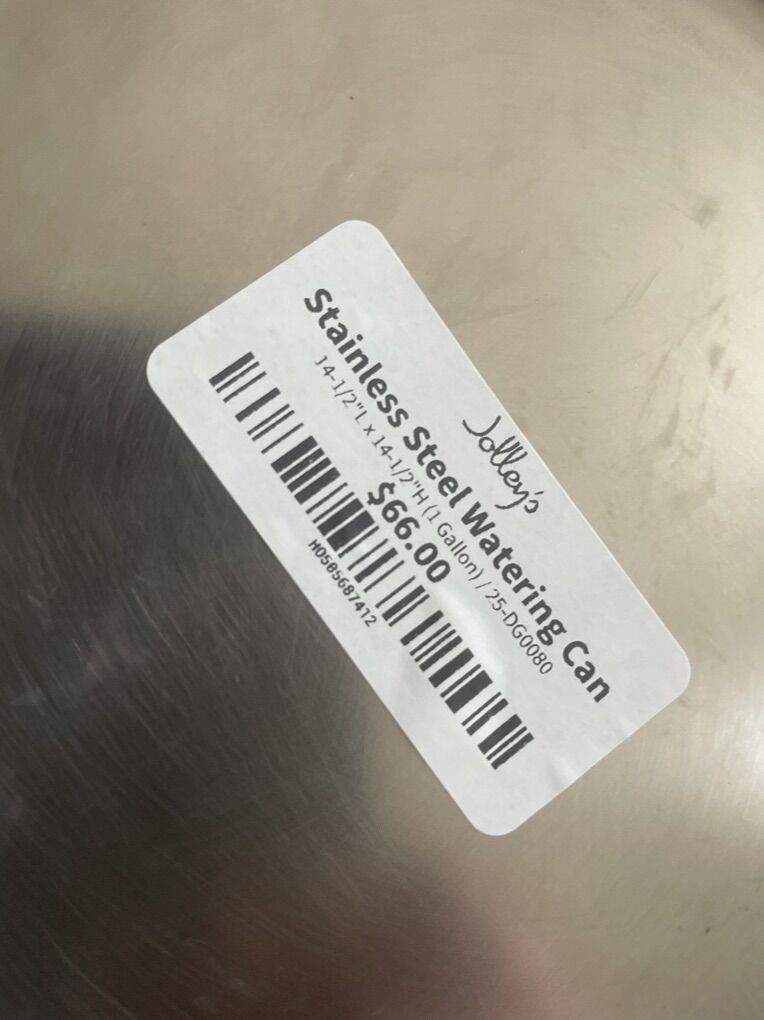 Jolley's
Stainless Steel Watering Can
14-1/2"L x 14-1/2"H (1 Gallon) / 25-DG0080
$66.00
H0585687412